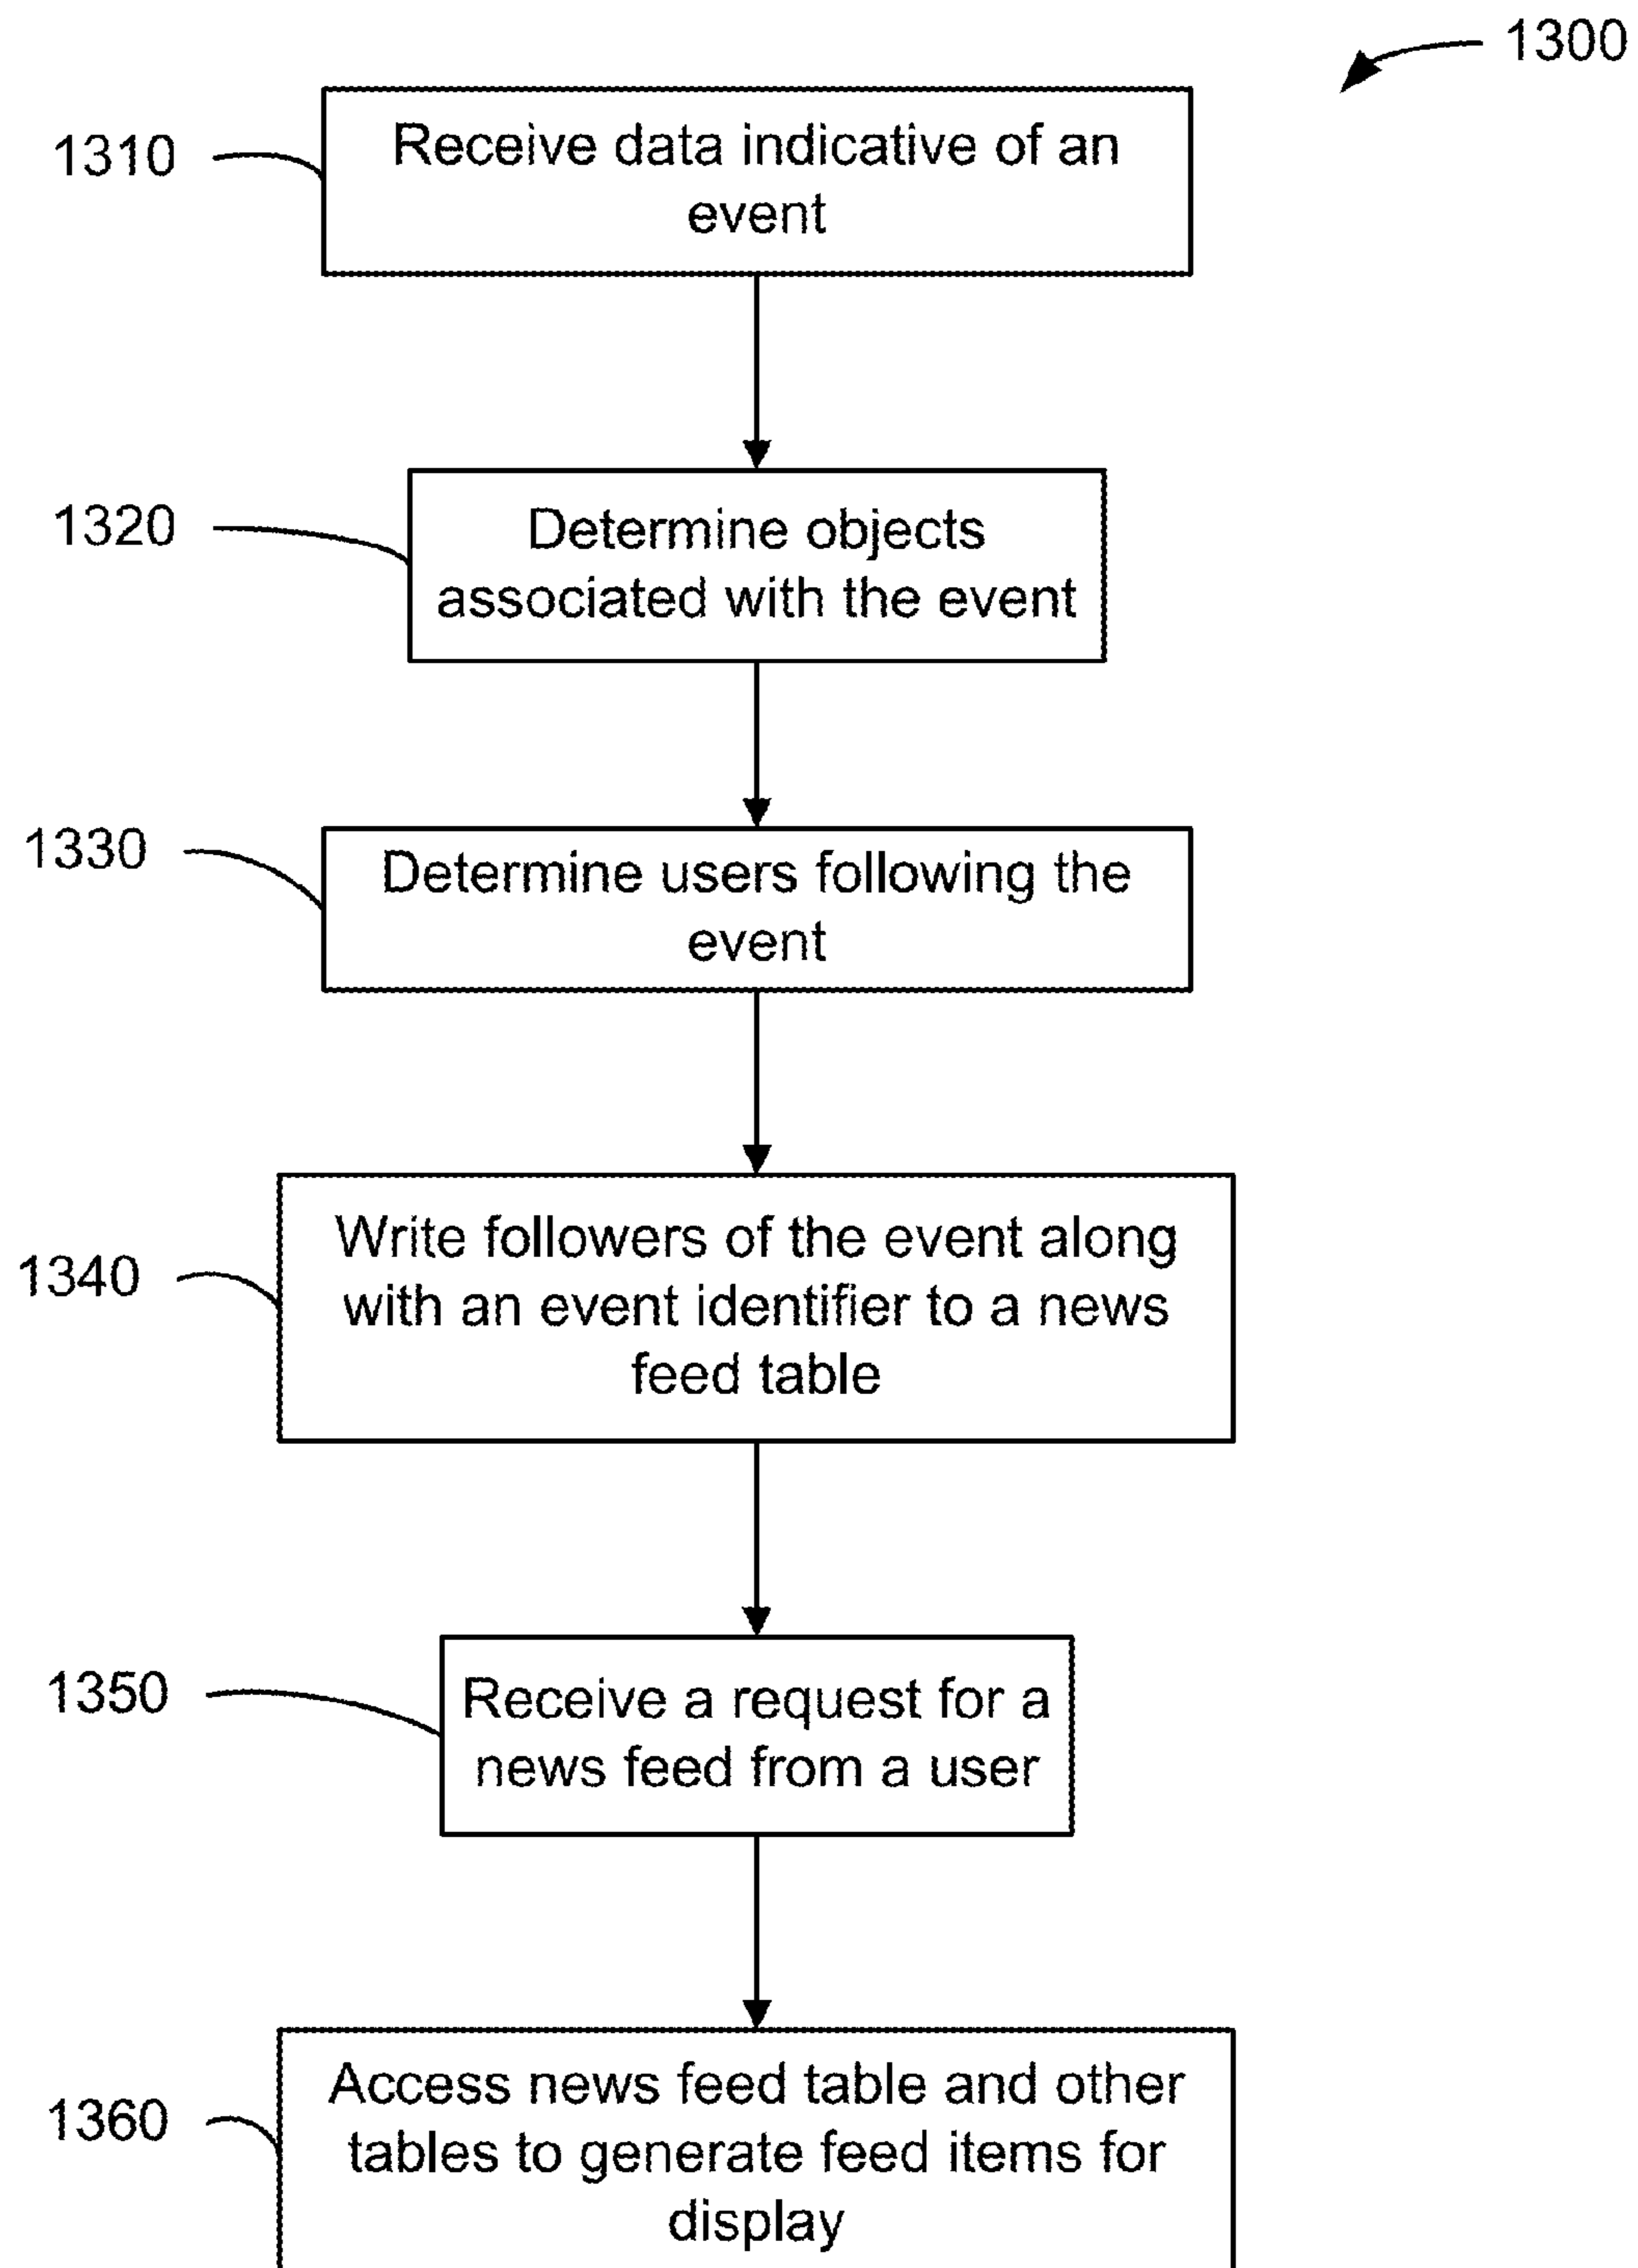 1300
1310
Receive data indicative of an
event
1320
Determine objects
associated with the event
1330
Determine users following the
event
1340
Write followers of the event along
with an event identifier to a news
feed table
1350
Receive a request for a
news feed from a user
1360
Access news feed table and other
tables to generate feed items for
display